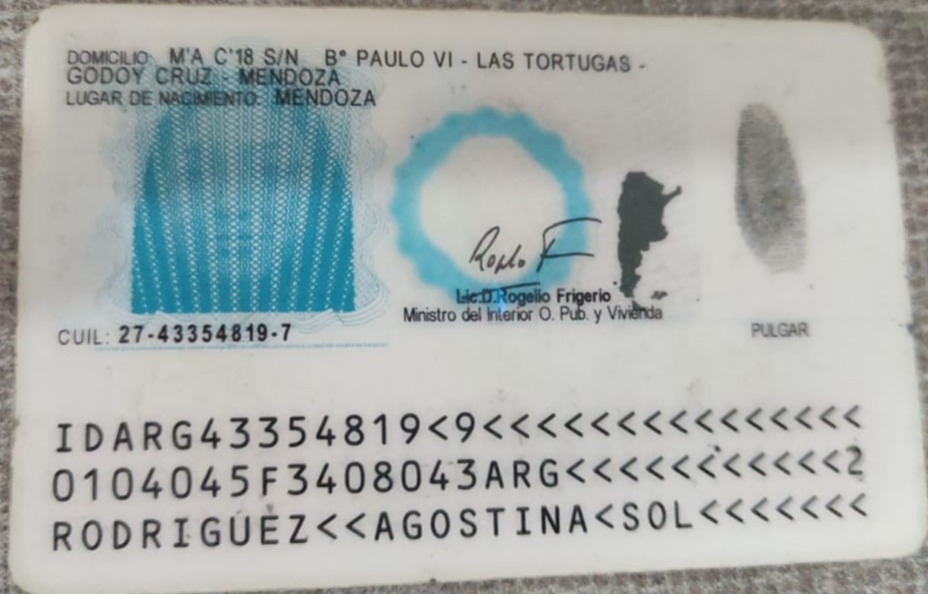 DOMICILIO: M'A C'18 S/N B° PAULO VI - LAS TORTUGAS -
GODOY CRUZ - MENDOZA
LUGAR DE NACIMIENTO: MENDOZA
Lic.D.Rogelio Frigerio
Ministro del Interior O. Pub. y Vivienda
CUIL: 27-43354819-7
PULGAR
IDARG43354819<9<<<<<<<<<<<<<<<
0104045F3408043ARG<<<<<<<<<<<2
RODRIGUEZ<<AGOSTINA<SOL<<<<<<<